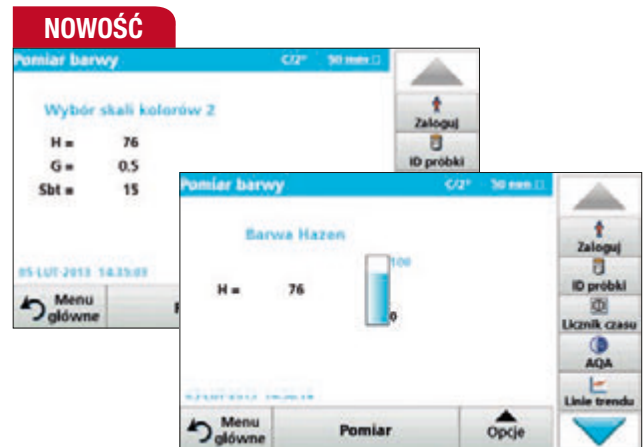 NOWOŚĆ
Pomiar barwy C/2° 50 mm □
Wybór skali kolorów 2
H = 76
G = 0.5
Sbt = 15
05-LUT-2013 14:35:03
Menu główne
Zaloguj
ID próbki
Pomiar barwy C/2° 50 mm □
Barwa Hazen
100
H = 76
0
Menu główne
Pomiar
Opcje
Zaloguj
ID próbki
Licznik czasu
AQA
Linie trendu